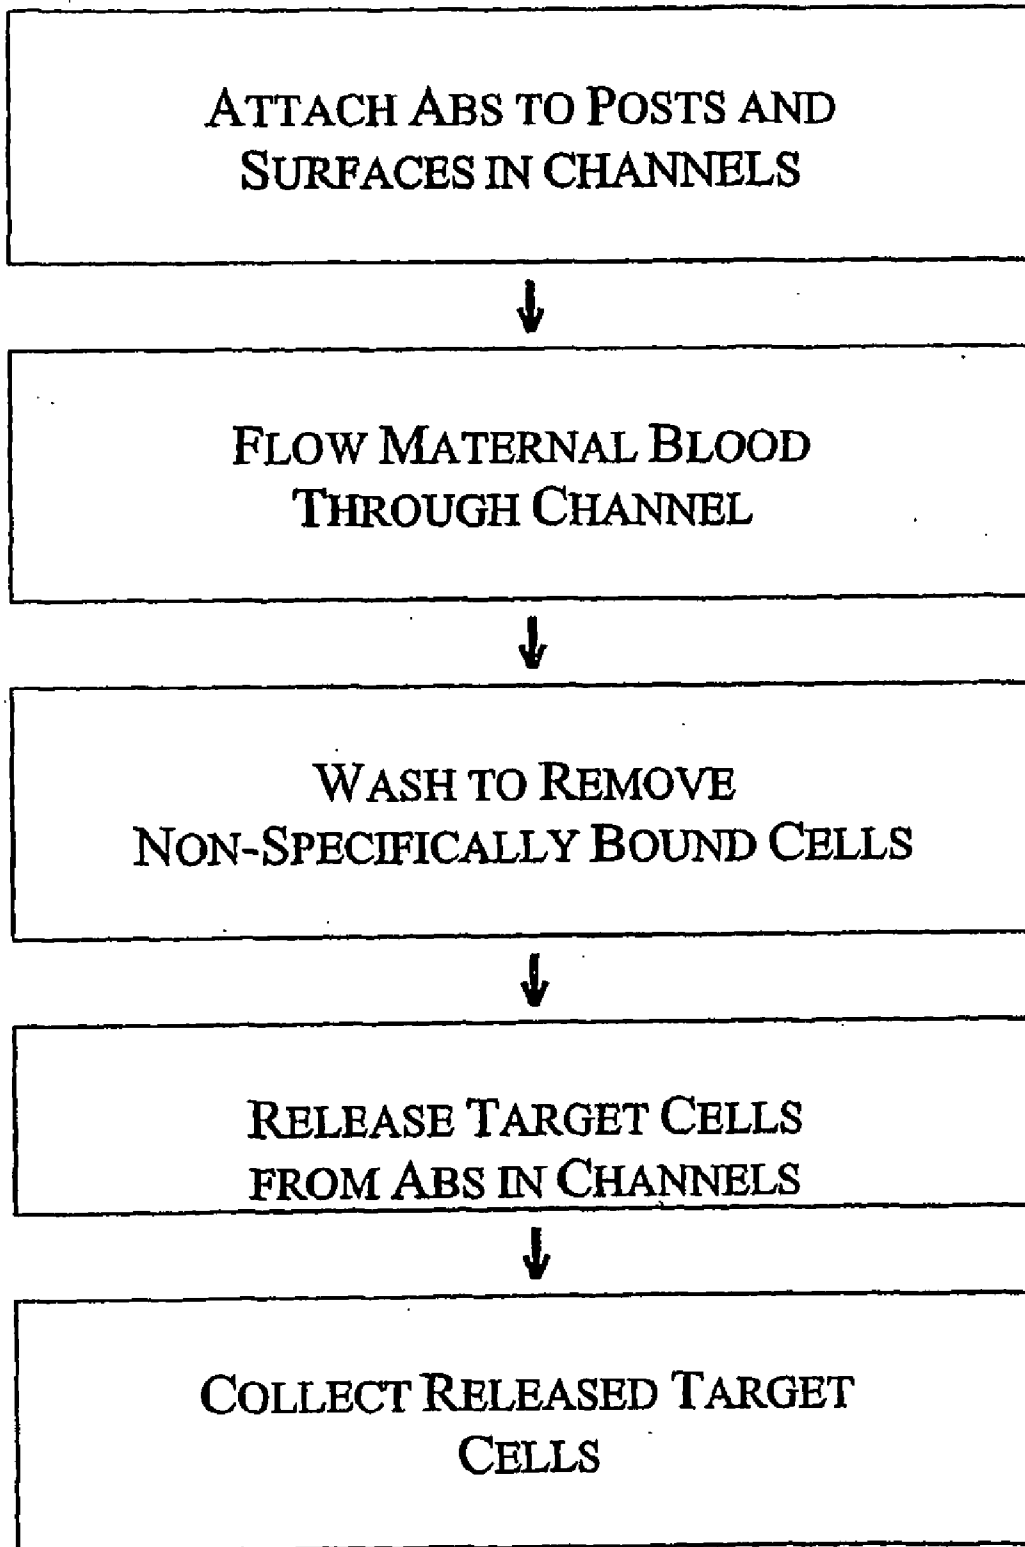 ATTACH ABS TO POSTS AND
SURFACES IN CHANNELS
FLOW MATERNAL BLOOD
THROUGH CHANNEL
WASH TO REMOVE
NON-SPECIFICALLY BOUND CELLS
RELEASE TARGET CELLS
FROM ABS IN CHANNELS
COLLECT RELEASED TARGET
CELLS